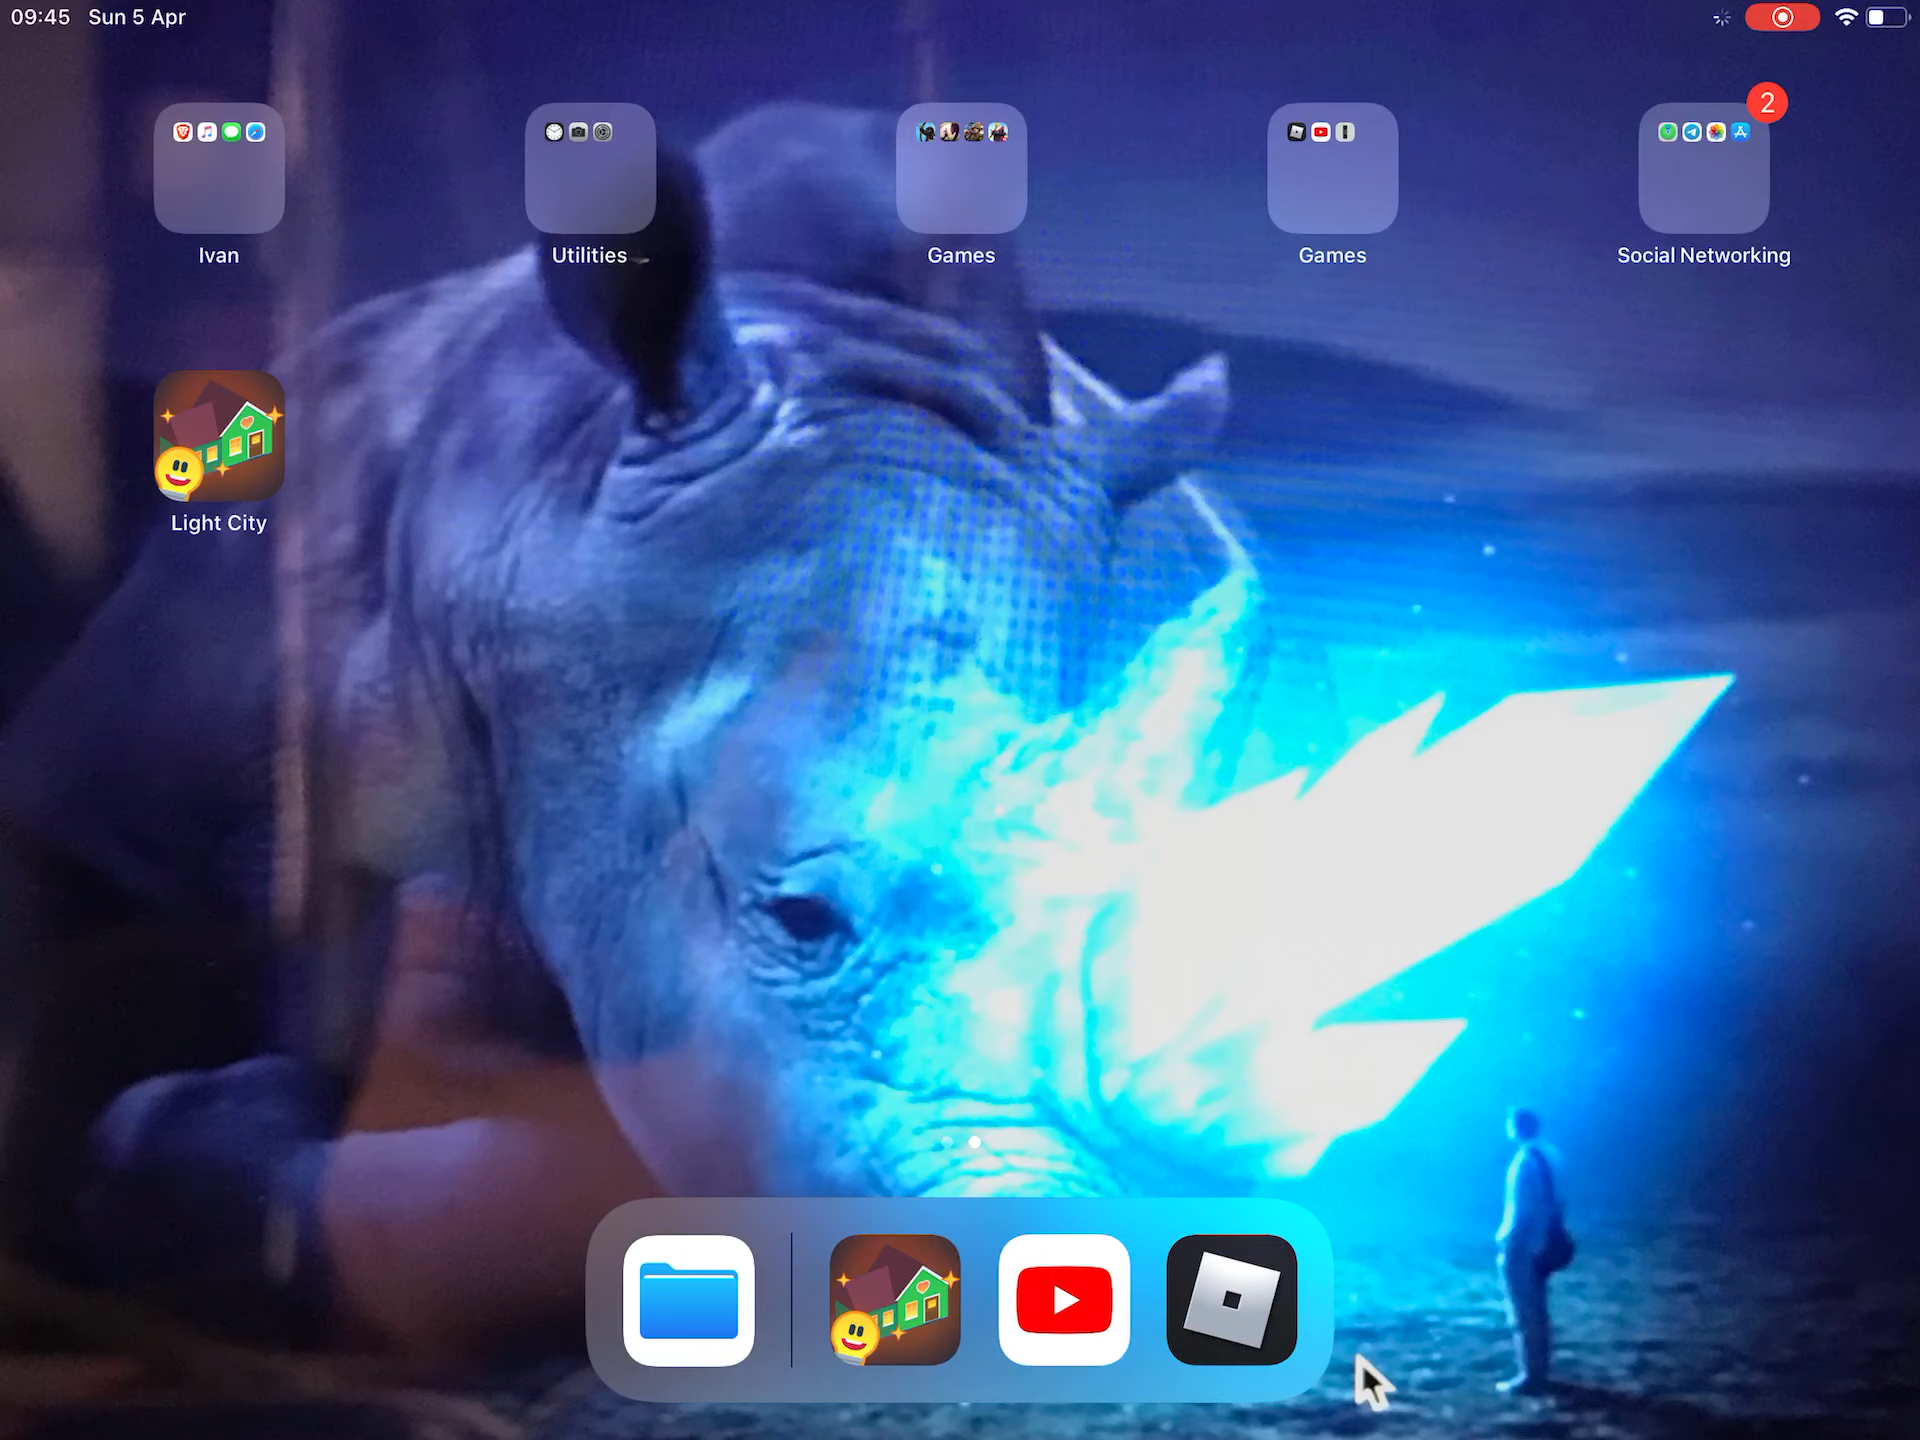 09:45 Sun 5 Apr
2
Ivan
Utilities
Games
Games
Social Networking
Light City